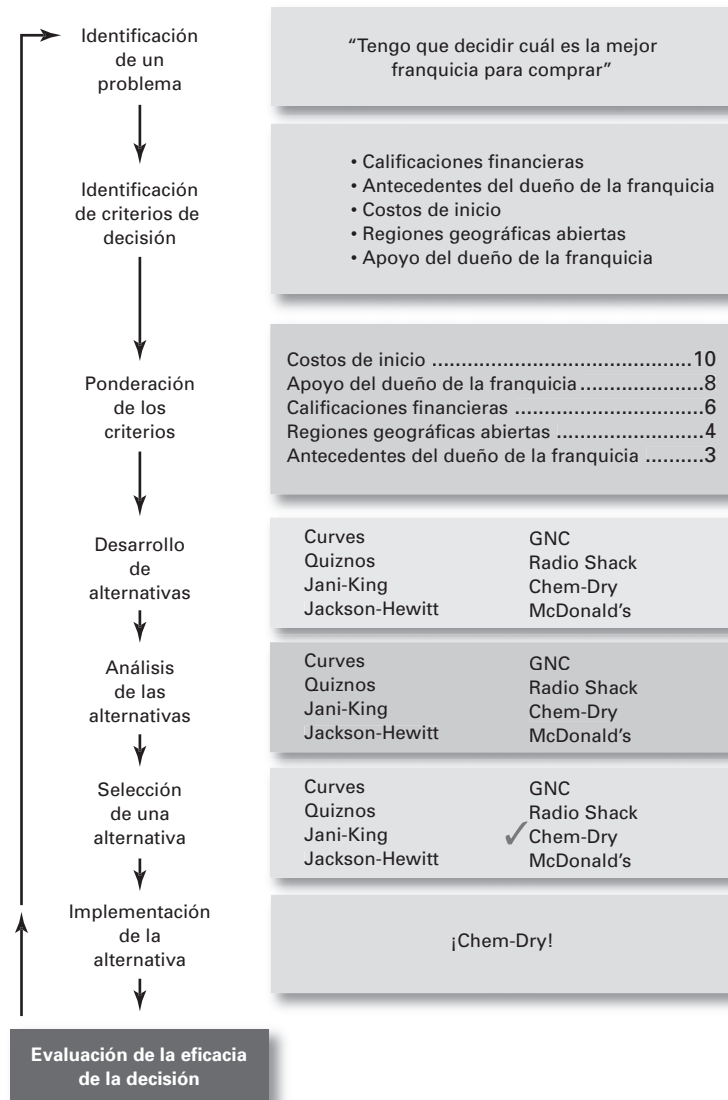 Identificación
de un
problema
“Tengo que decidir cuál es la mejor
franquicia para comprar”
Identificación
de criterios de
decisión
• Calificaciones financieras
• Antecedentes del dueño de la franquicia
• Costos de inicio
• Regiones geográficas abiertas
• Apoyo del dueño de la franquicia
Ponderación
de los
criterios
Costos de inicio .............................................10
Apoyo del dueño de la franquicia ...................8
Calificaciones financieras ...............................6
Regiones geográficas abiertas .......................4
Antecedentes del dueño de la franquicia ..........3
Desarrollo
de
alternativas
Curves
Quiznos
Jani-King
Jackson-Hewitt
GNC
Radio Shack
Chem-Dry
McDonald’s
Análisis
de las
alternativas
Curves
Quiznos
Jani-King
Jackson-Hewitt
GNC
Radio Shack
Chem-Dry
McDonald’s
Selección
de una
alternativa
Curves
Quiznos
Jani-King
Jackson-Hewitt
GNC
Radio Shack
✓ Chem-Dry
McDonald’s
Implementación
de la
alternativa
¡Chem-Dry!
Evaluación de la eficacia
de la decisión